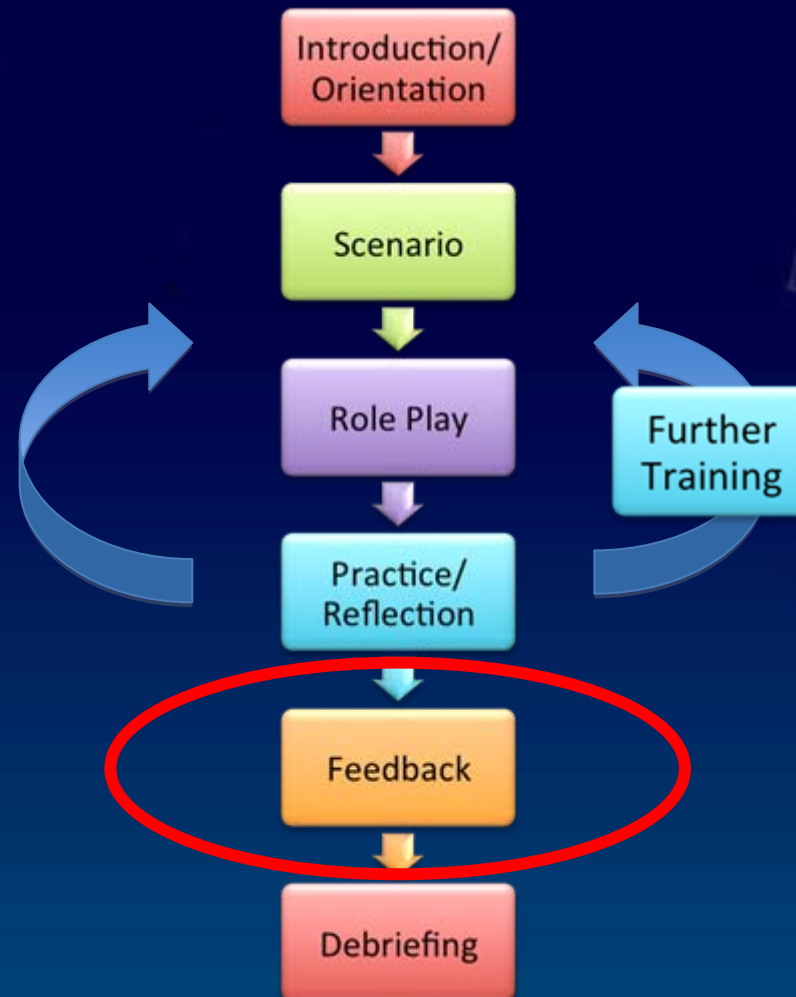 Introduction/
Orientation
Scenario
Role Play
Further
Training
Practice/
Reflection
Feedback
Debriefing